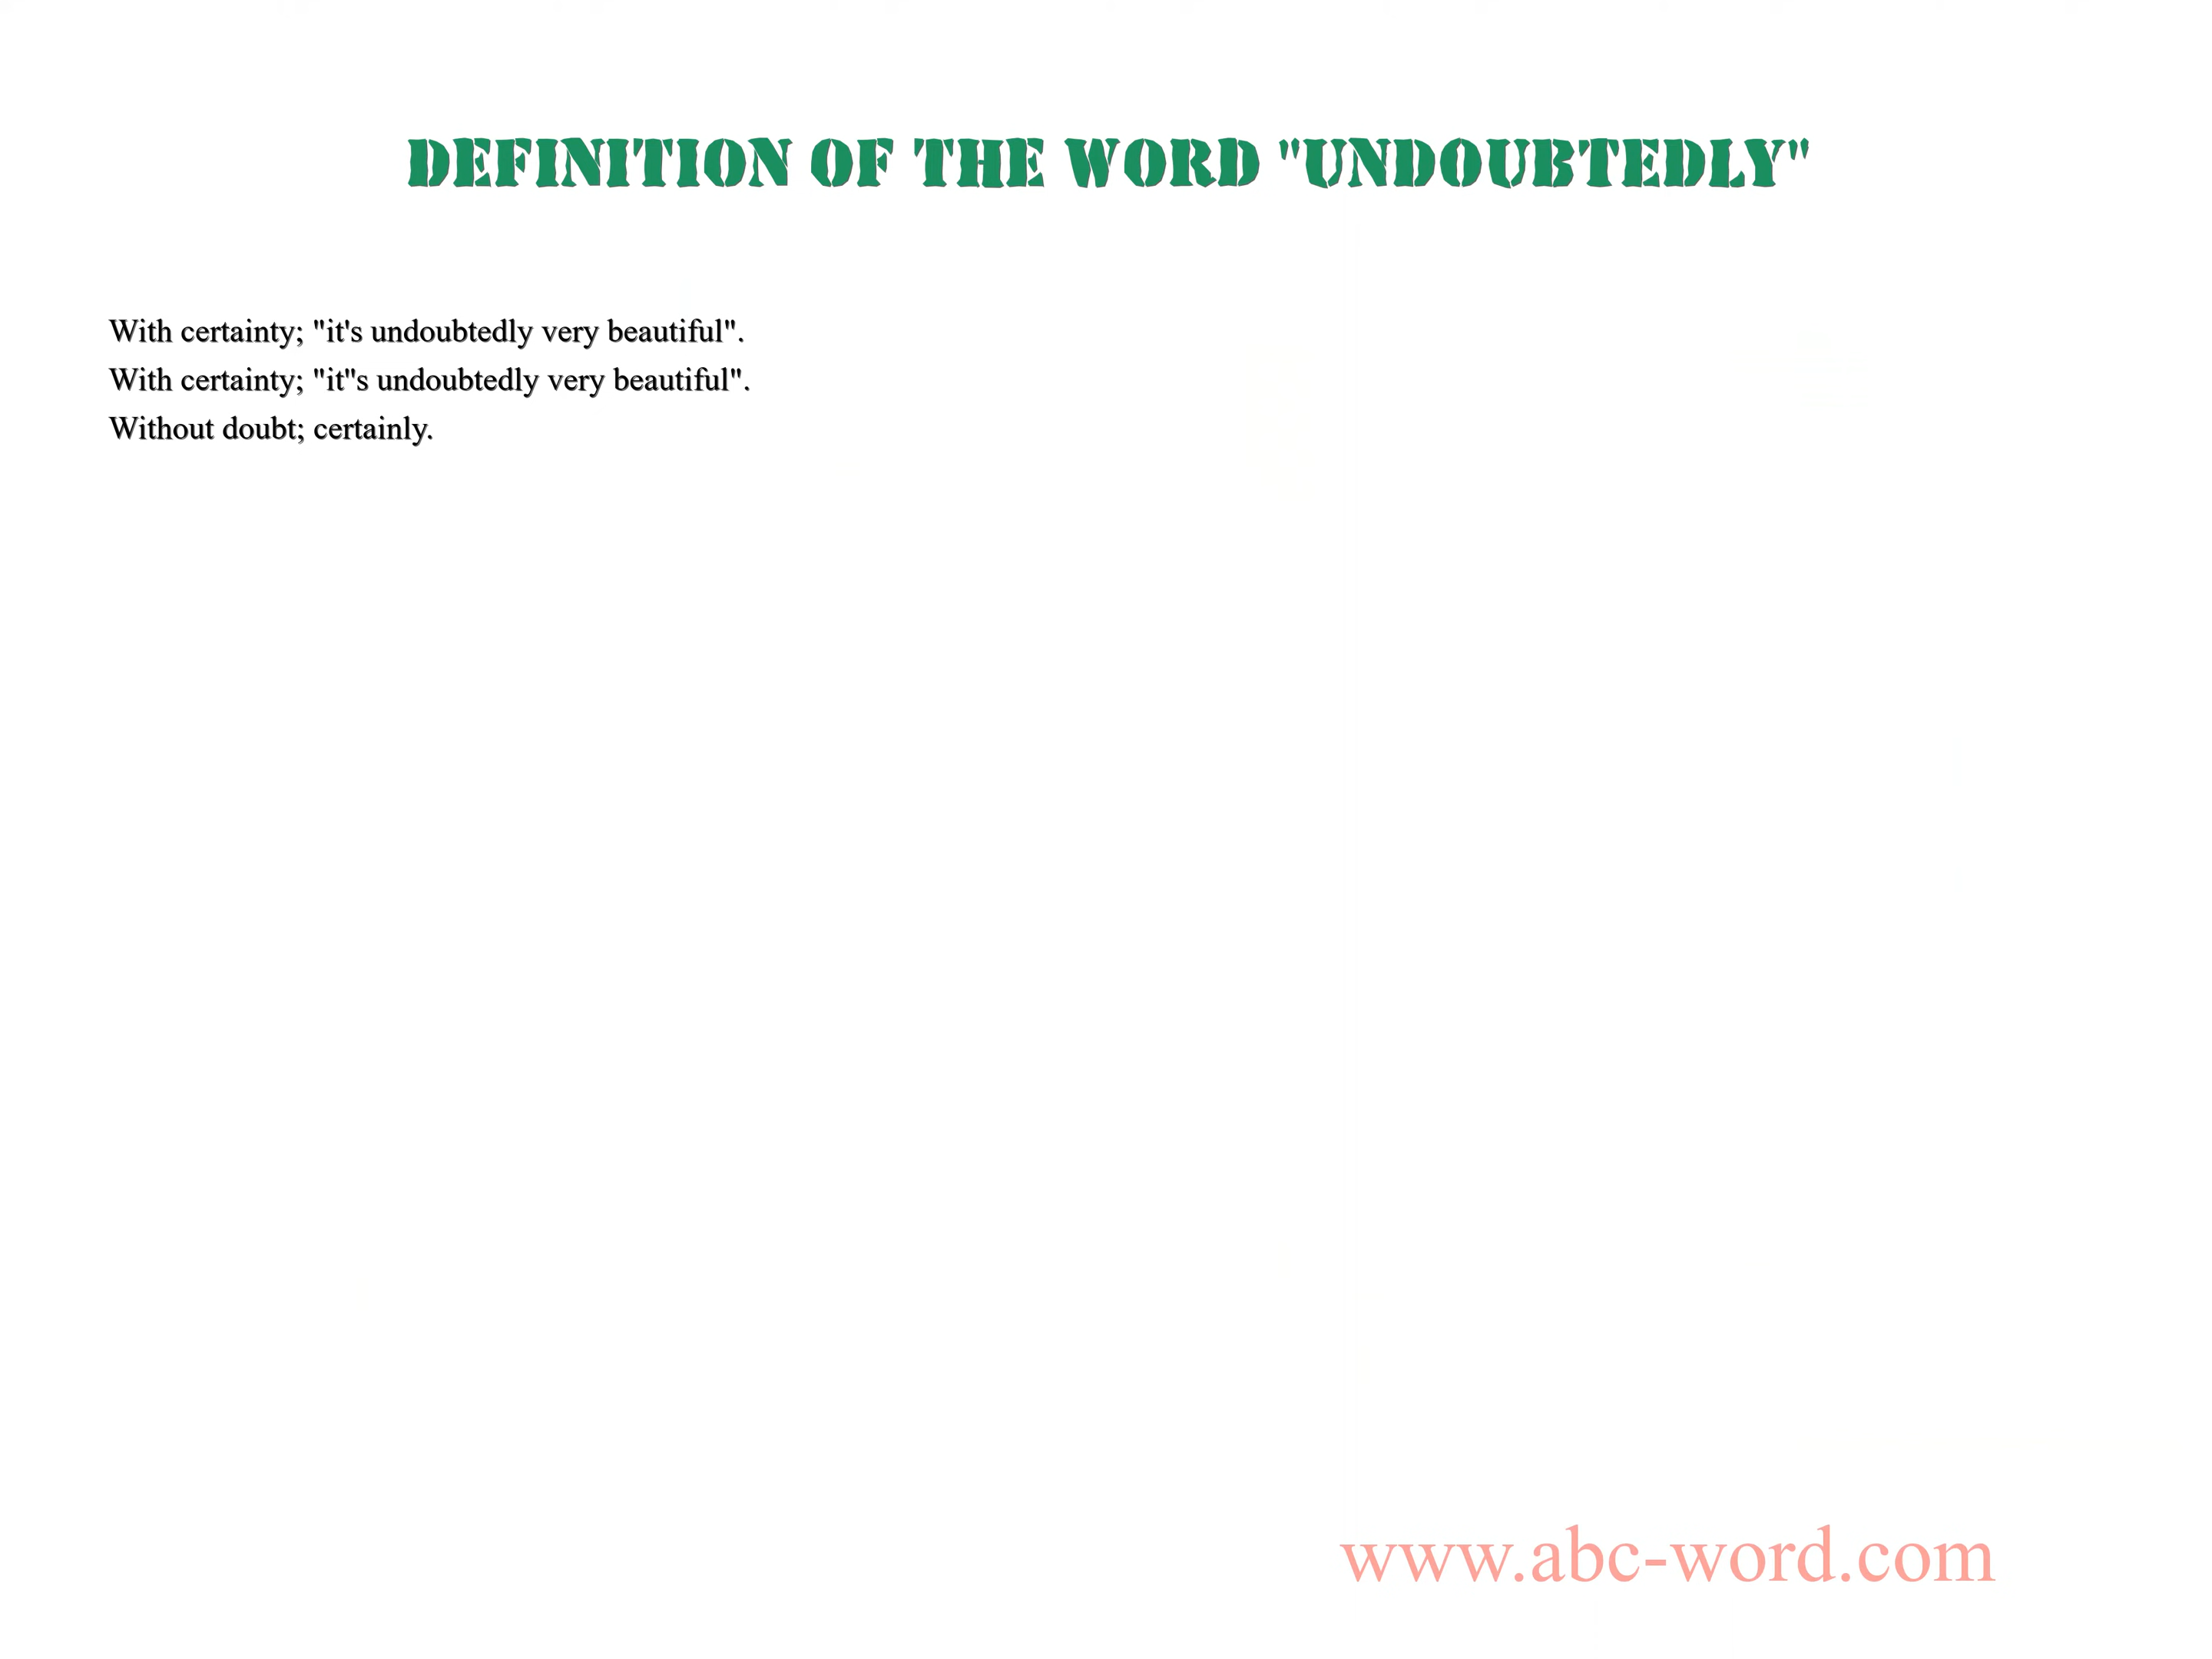 DEFINITION OF THE WORD "UNDOUBTEDLY"
With certainty; "it's undoubtedly very beautiful".
With certainty; "it"s undoubtedly very beautiful".
Without doubt; certainly.
www.abc-word.com